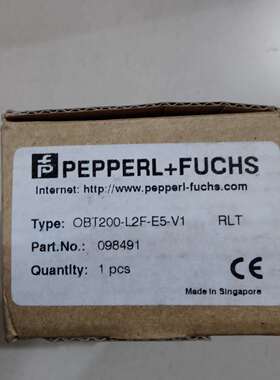 PEPPERL+FUCHS
Internet: http://www.pepperl-fuchs.com
Type: OBT200-L2F-E5-V1 RLT
Part.No.: 098491
Quantity: 1 pcs
CE
Made in Singapore